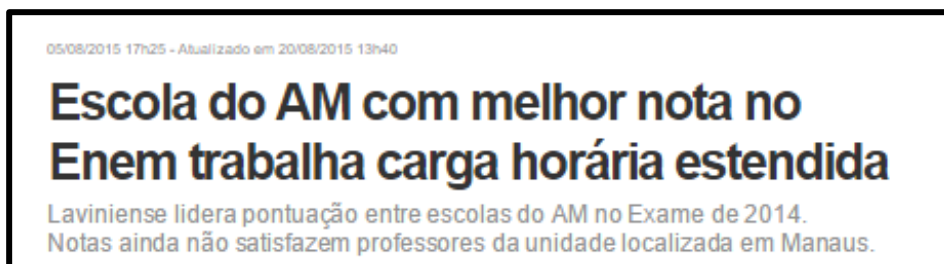 05/08/2015 17h25 - Atualizado em 20/08/2015 13h40
Escola do AM com melhor nota no
Enem trabalha carga horária estendida
Laviniense lidera pontuação entre escolas do AM no Exame de 2014.
Notas ainda não satisfazem professores da unidade localizada em Manaus.